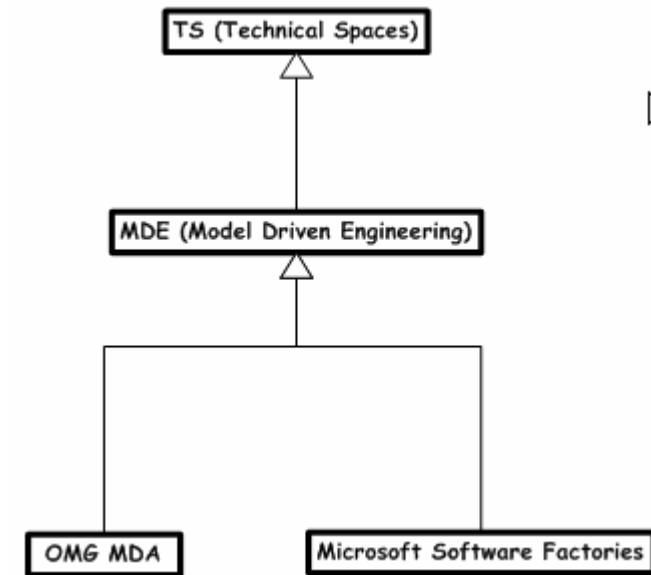 TS (Technical Spaces)
MDE (Model Driven Engineering)
OMG MDA
Microsoft Software Factories